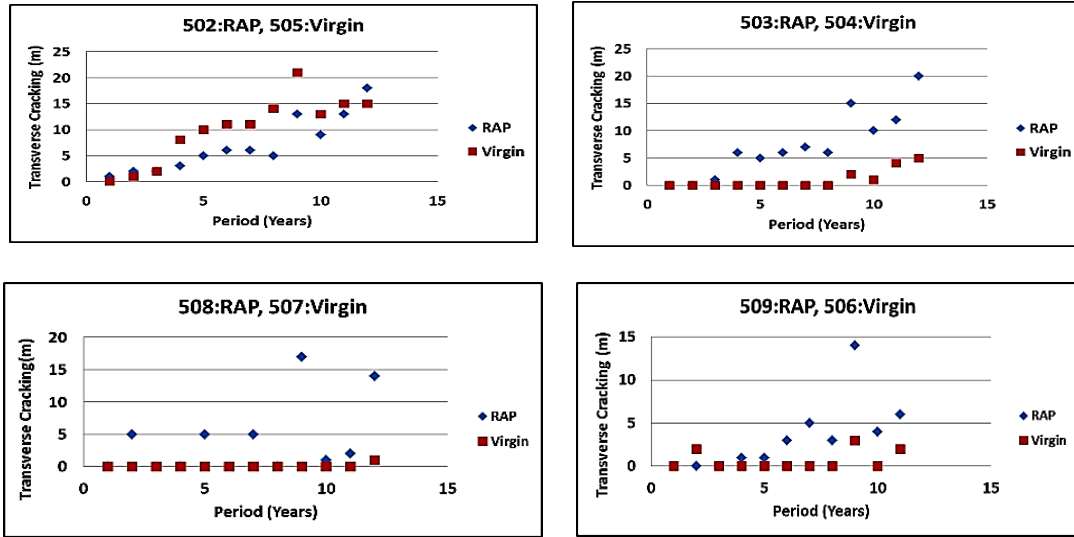 502:RAP, 505:Virgin
Transverse Cracking (m)
25
20
15
10
5
0
0 5 10 15
Period (Years)
RAP
Virgin
503:RAP, 504:Virgin
Transverse Cracking (m)
25
20
15
10
5
0
0 5 10 15
Period (Years)
RAP
Virgin
508:RAP, 507:Virgin
Transverse Cracking(m)
20
15
10
5
0
0 5 10 15
Period (Years)
RAP
Virgin
509:RAP, 506:Virgin
Transverse Cracking (m)
15
10
5
0
0 5 10 15
Period (Years)
RAP
Virgin